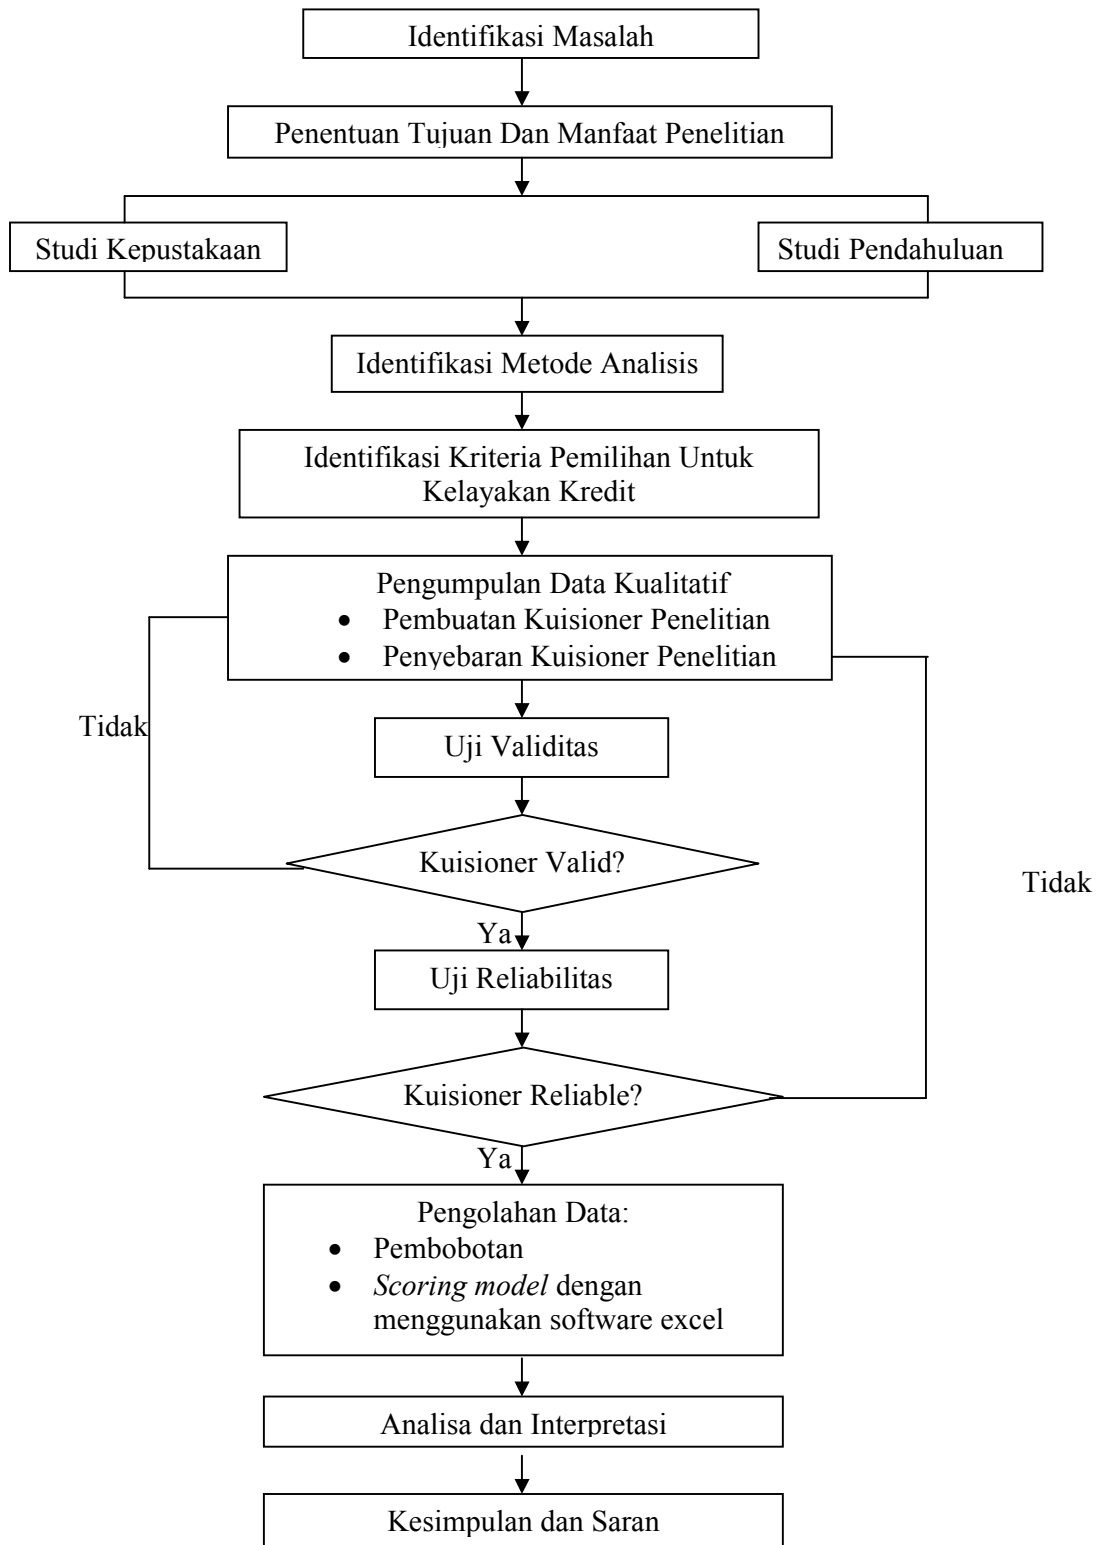 Identifikasi Masalah
Penentuan Tujuan Dan Manfaat Penelitian
Studi Kepustakaan
Studi Pendahuluan
Identifikasi Metode Analisis
Identifikasi Kriteria Pemilihan Untuk
Kelayakan Kredit
Pengumpulan Data Kualitatif
• Pembuatan Kuisioner Penelitian
• Penyebaran Kuisioner Penelitian
Tidak
Uji Validitas
Kuisioner Valid?
Tidak
Ya
Uji Reliabilitas
Kuisioner Reliable?
Ya
Pengolahan Data:
• Pembobotan
• Scoring model dengan
menggunakan software excel
Analisa dan Interpretasi
Kesimpulan dan Saran